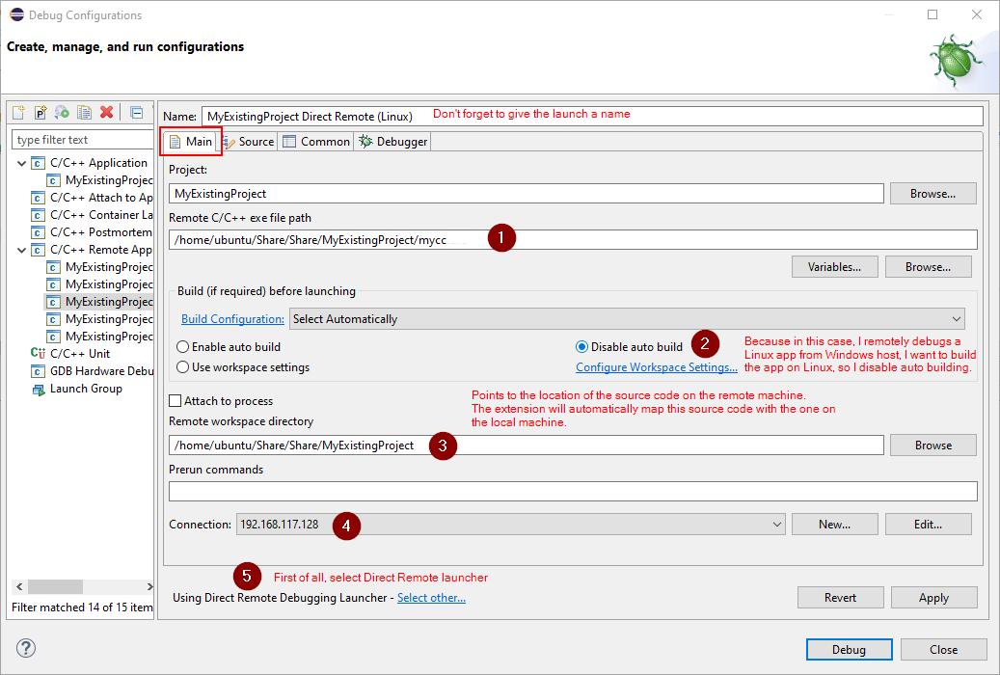 Debug Configurations
Create, manage, and run configurations
type filter text
C/C++ Application
MyExistingProjec
C/C++ Attach to Ap
C/C++ Container La
C/C++ Postmortem
C/C++ Remote App
MyExistingProjec
MyExistingProjec
MyExistingProjec
MyExistingProjec
MyExistingProjec
C/C++ Unit
GDB Hardware Debu
Launch Group
Filter matched 14 of 15 item
Name: MyExistingProject Direct Remote (Linux) Don't forget to give the launch a name
Main Source Common Debugger
Project:
MyExistingProject Browse...
Remote C/C++ exe file path
/home/ubuntu/Share/Share/MyExistingProject/mycc 1
Variables... Browse...
Build (if required) before launching
Build Configuration: Select Automatically
Enable auto build Disable auto build 2
Use workspace settings Configure Workspace Settings...
Because in this case, I remotely debugs a
Linux app from Windows host, I want to build
the app on Linux, so I disable auto building.
Attach to process
Points to the location of the source code on the remote machine.
The extension will automatically map this source code with the one on
the local machine.
Remote workspace directory
/home/ubuntu/Share/Share/MyExistingProject 3 Browse
Prerun commands
Connection: 192.168.117.128 4 New... Edit...
5 First of all, select Direct Remote launcher
Using Direct Remote Debugging Launcher - Select other... Revert Apply
? Debug Close